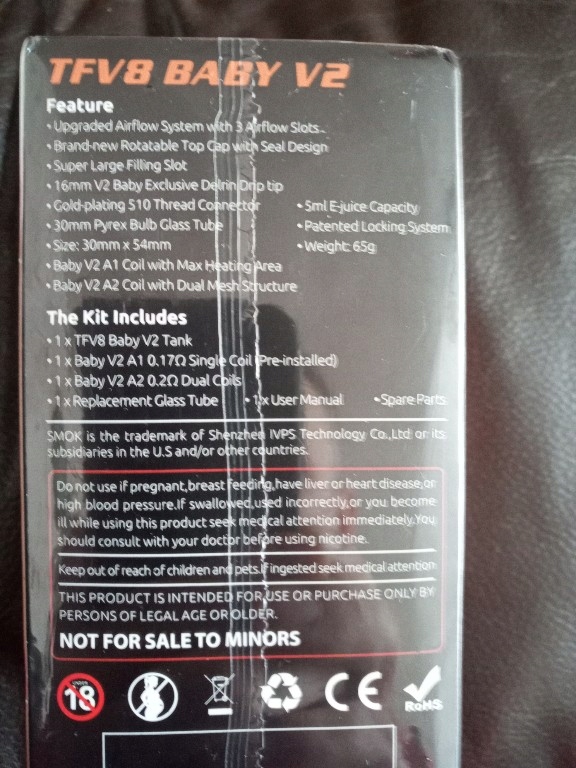 TFV8 BABY V2
Feature
• Upgraded Airflow System with 3 Airflow Slots
• Brand-new Rotatable Top Cap with Seal Design
• Super Large Filling Slot
• 16mm V2 Baby Exclusive Delrin Drip tip
• Gold-plating 510 Thread Connector • 5ml E-juice Capacity
• 30mm Pyrex Bulb Glass Tube • Patented Locking System
• Size: 30mm x 54mm • Weight: 65g
• Baby V2 A1 Coil with Max Heating Area
• Baby V2 A2 Coil with Dual Mesh Structure
The Kit Includes
• 1 x TFV8 Baby V2 Tank
• 1 x Baby V2 A1 0.17Ω Single Coil (Pre-installed)
• 1 x Baby V2 A2 0.2Ω Dual Coils
• 1 x Replacement Glass Tube • 1 x User Manual • Spare Parts
SMOK is the trademark of Shenzhen IVPS Technology Co.,Ltd or its
subsidiaries in the U.S and/or other countries.
Do not use if pregnant,breast feeding,have liver or heart disease,or
high blood pressure.If swallowed,used incorrectly,or you become
ill while using this product seek medical attention immediately.You
should consult with your doctor before using nicotine.
Keep out of reach of children and pets.If ingested seek medical attention
THIS PRODUCT IS INTENDED FOR USE OR PURCHASE ONLY BY
PERSONS OF LEGAL AGE OR OLDER.
NOT FOR SALE TO MINORS
UNDER
18
CE
RoHS